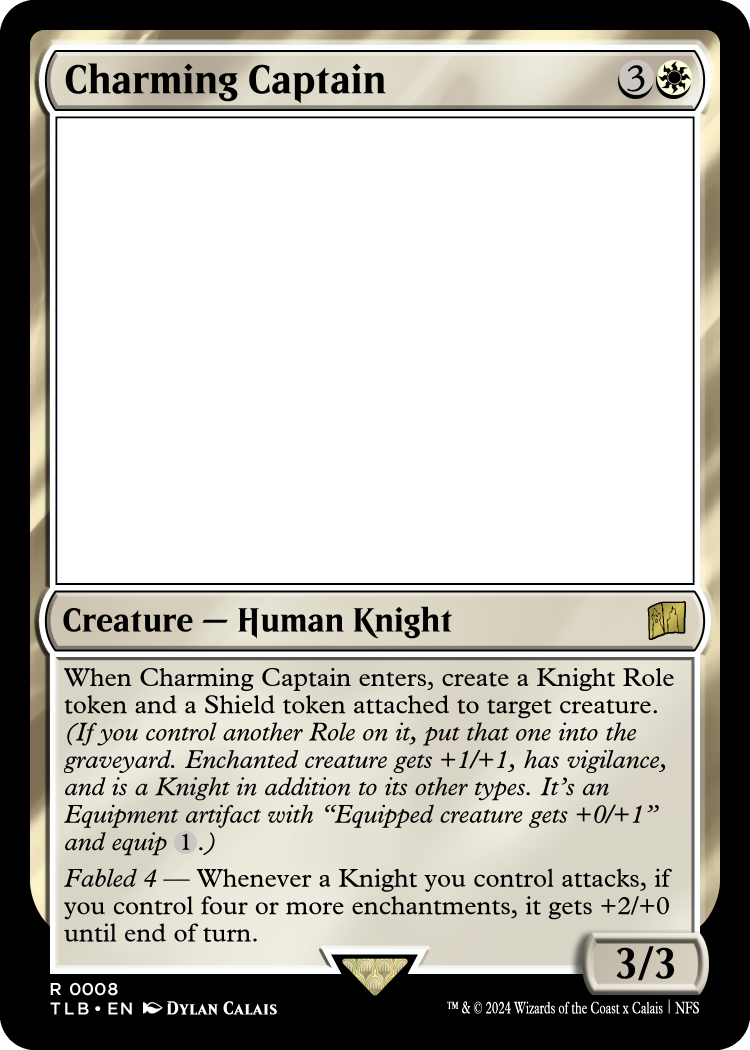 Charming Captain 3
Creature — Human Knight
When Charming Captain enters, create a Knight Role
token and a Shield token attached to target creature.
(If you control another Role on it, put that one into the
graveyard. Enchanted creature gets +1/+1, has vigilance,
and is a Knight in addition to its other types. It’s an
Equipment artifact with “Equipped creature gets +0/+1”
and equip 1.)
Fabled 4 — Whenever a Knight you control attacks, if
you control four or more enchantments, it gets +2/+0
until end of turn.
3/3
R 0008
TLB • EN DYLAN CALAIS
™ & © 2024 Wizards of the Coast x Calais | NFS